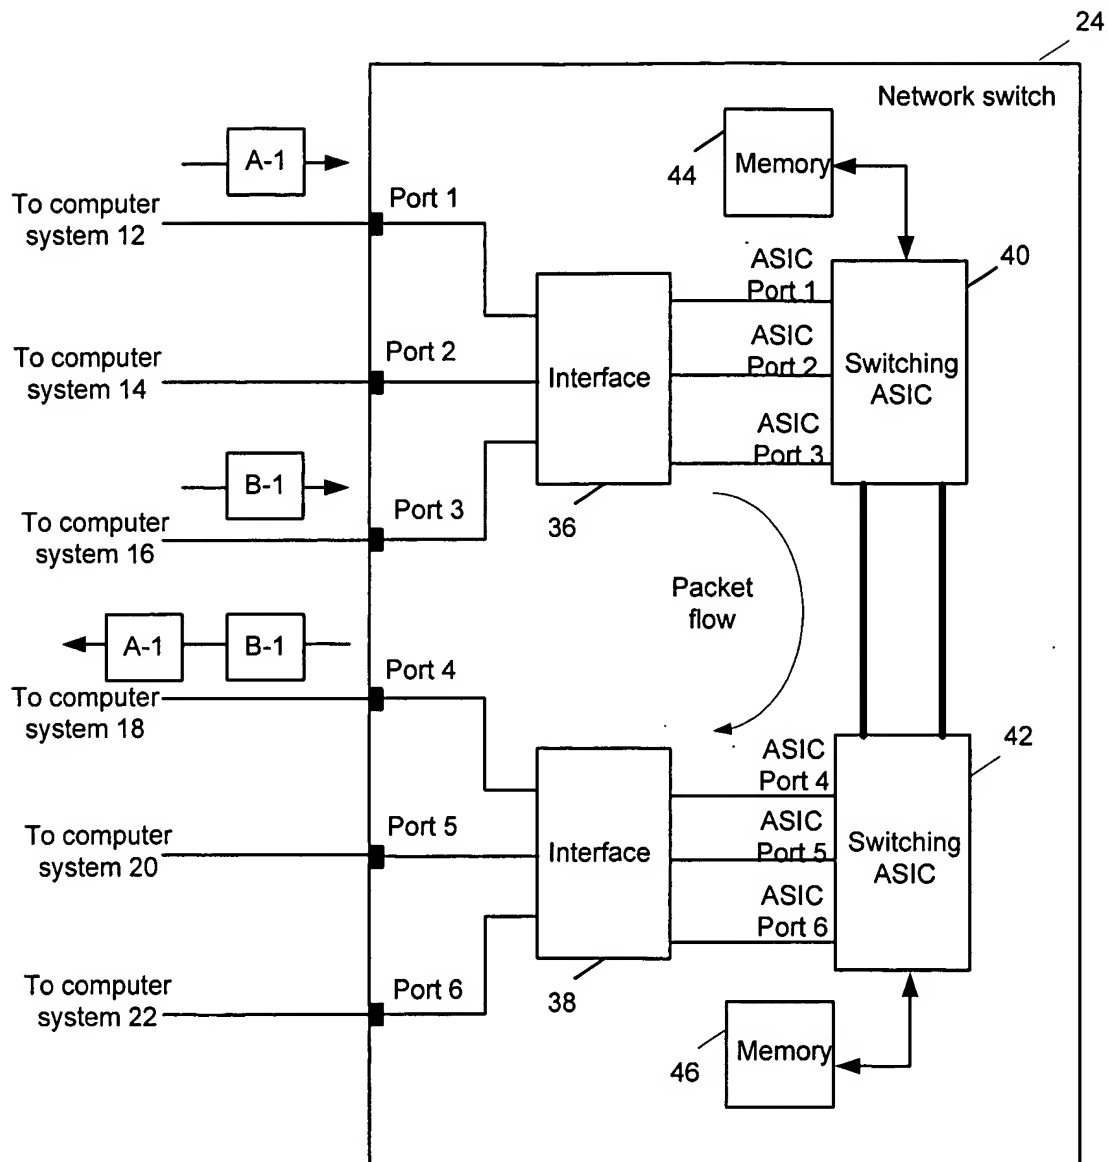 24
Network switch
A-1
44
Memory
To computer
system 12
Port 1
40
ASIC
Port 1
ASIC
Port 2
ASIC
Port 3
Switching
ASIC
To computer
system 14
Port 2
Interface
36
B-1
To computer
system 16
Port 3
Packet
flow
A-1
B-1
Port 4
To computer
system 18
42
ASIC
Port 4
ASIC
Port 5
ASIC
Port 6
Switching
ASIC
To computer
system 20
Port 5
Interface
38
To computer
system 22
Port 6
46
Memory